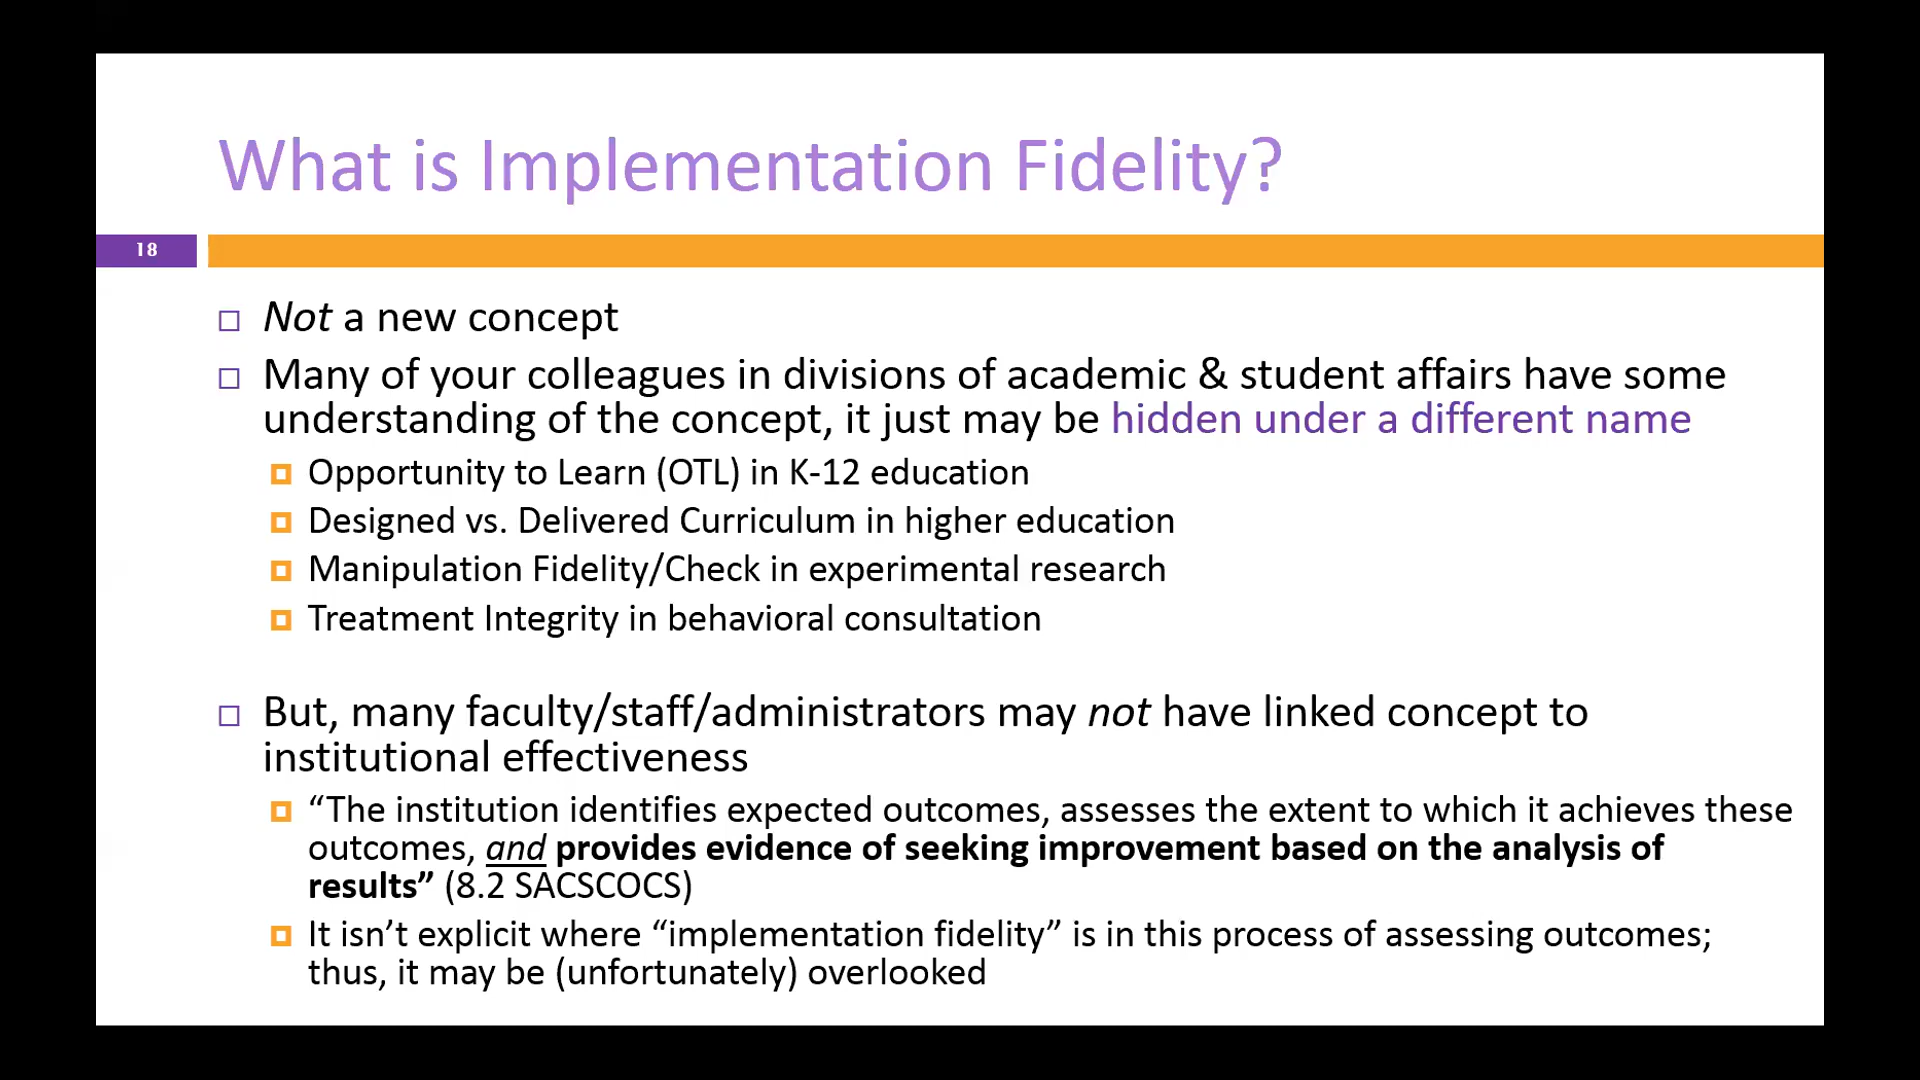 What is Implementation Fidelity?
18
Not a new concept
Many of your colleagues in divisions of academic & student affairs have some
understanding of the concept, it just may be hidden under a different name
Opportunity to Learn (OTL) in K-12 education
Designed vs. Delivered Curriculum in higher education
Manipulation Fidelity/Check in experimental research
Treatment Integrity in behavioral consultation
But, many faculty/staff/administrators may not have linked concept to
institutional effectiveness
“The institution identifies expected outcomes, assesses the extent to which it achieves these
outcomes, and provides evidence of seeking improvement based on the analysis of
results” (8.2 SACSCOCS)
It isn’t explicit where “implementation fidelity” is in this process of assessing outcomes;
thus, it may be (unfortunately) overlooked